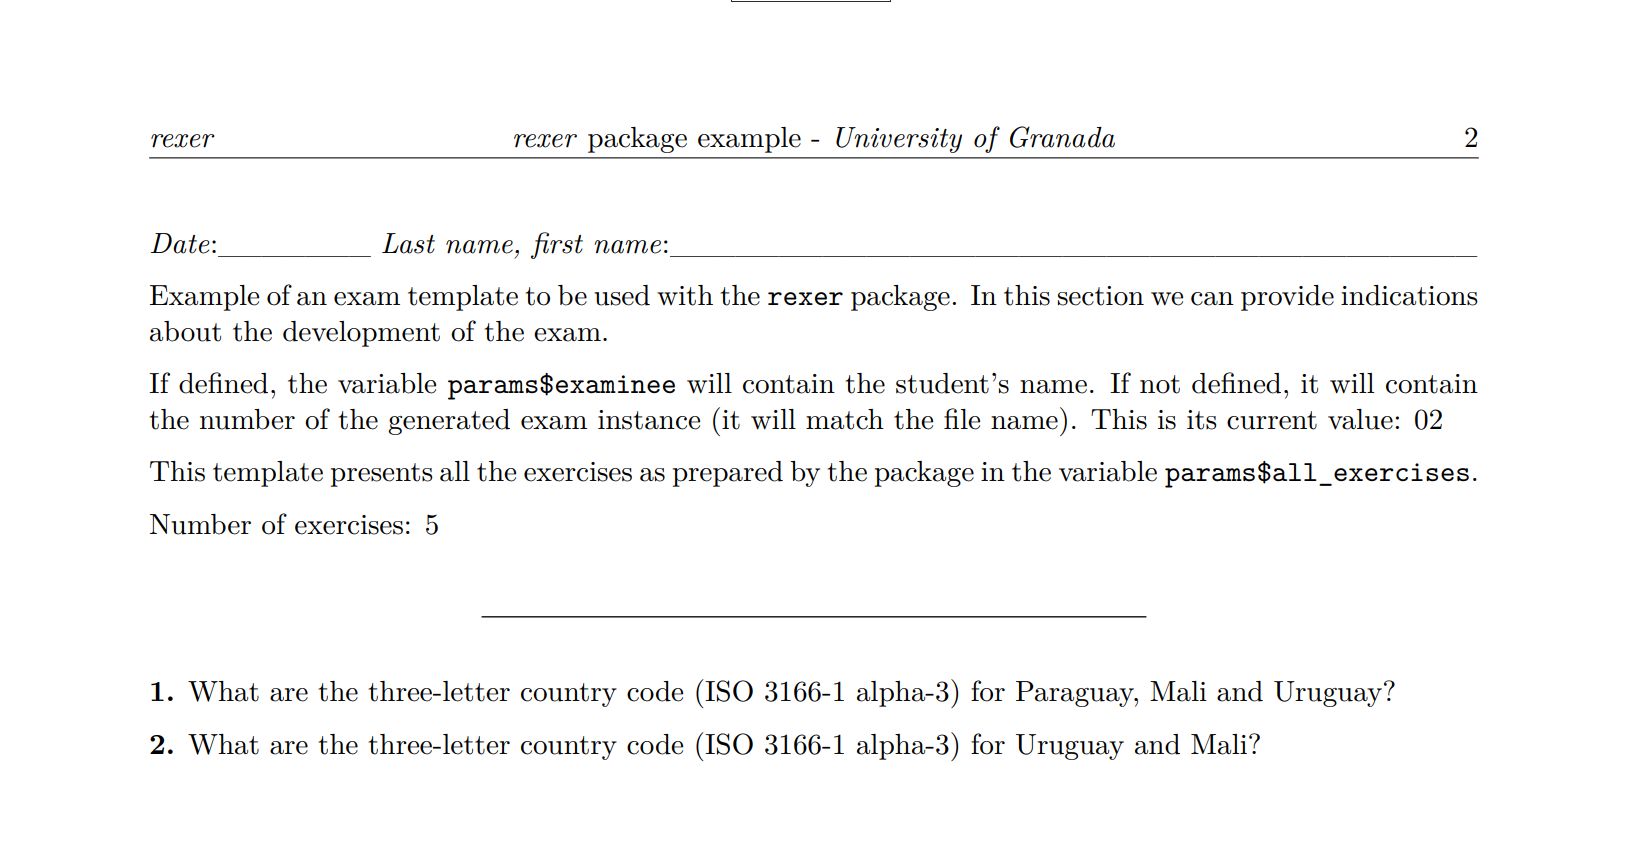 rexer rexer package example - University of Granada 2
Date:__________ Last name, first name:__________
Example of an exam template to be used with the rexer package. In this section we can provide indications
about the development of the exam.
If defined, the variable params$examinee will contain the student's name. If not defined, it will contain
the number of the generated exam instance (it will match the file name). This is its current value: 02
This template presents all the exercises as prepared by the package in the variable params$all_exercises.
Number of exercises: 5
1. What are the three-letter country code (ISO 3166-1 alpha-3) for Paraguay, Mali and Uruguay?
2. What are the three-letter country code (ISO 3166-1 alpha-3) for Uruguay and Mali?